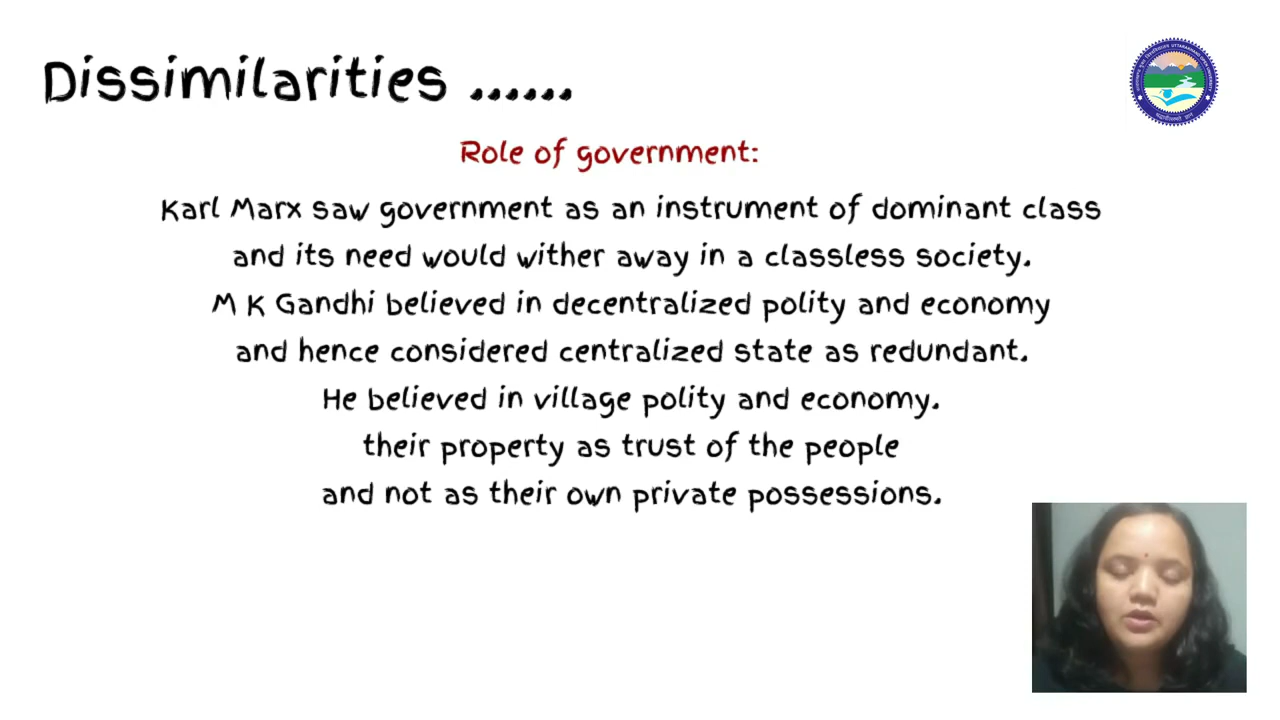 Dissimilarities ......
Role of government:
Karl Marx saw government as an instrument of dominant class
and its need would wither away in a classless society.
M K Gandhi believed in decentralized polity and economy
and hence considered centralized state as redundant.
He believed in village polity and economy.
their property as trust of the people
and not as their own private possessions.